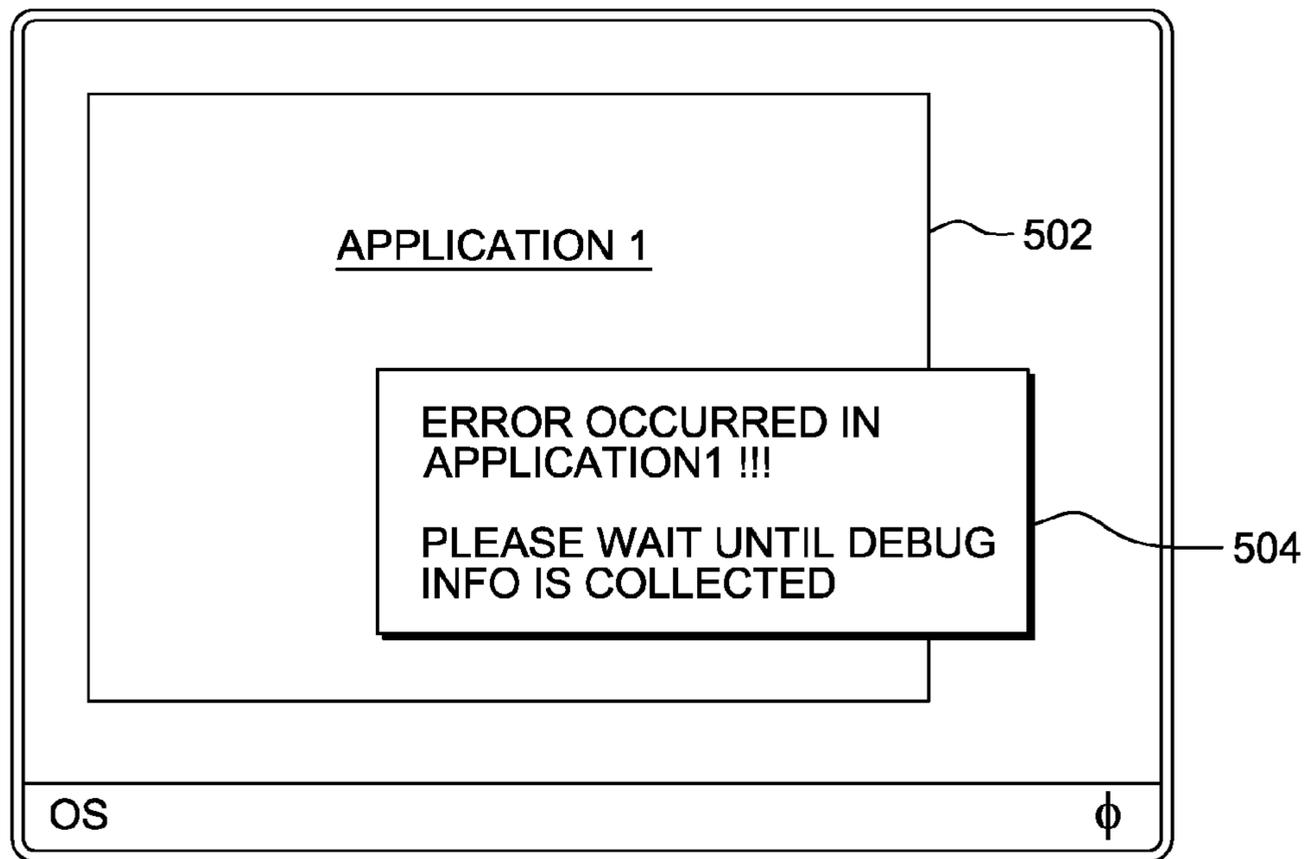 APPLICATION 1
502
ERROR OCCURRED IN
APPLICATION1 !!!
PLEASE WAIT UNTIL DEBUG
INFO IS COLLECTED
504
OS
ϕ